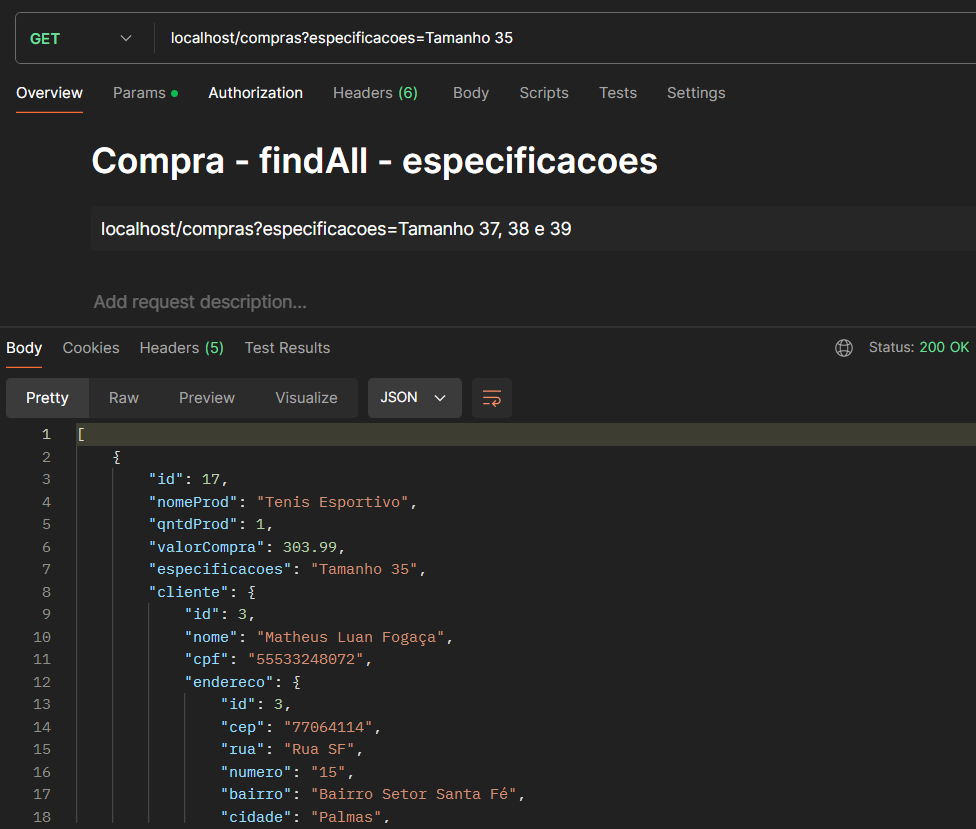 GET localhost/compras?especificacoes=Tamanho 35
Overview Params Authorization Headers (6) Body Scripts Tests Settings
Compra - findAll - especificacoes
localhost/compras?especificacoes=Tamanho 37, 38 e 39
Add request description...
Body Cookies Headers (5) Test Results Status: 200 OK
Pretty Raw Preview Visualize JSON
1 [
2 {
3 "id": 17,
4 "nomeProd": "Tenis Esportivo",
5 "qntdProd": 1,
6 "valorCompra": 303.99,
7 "especificacoes": "Tamanho 35",
8 "cliente": {
9 "id": 3,
10 "nome": "Matheus Luan Fogaça",
11 "cpf": "55533248072",
12 "endereco": {
13 "id": 3,
14 "cep": "77064114",
15 "rua": "Rua SF",
16 "numero": "15",
17 "bairro": "Bairro Setor Santa Fé",
18 "cidade": "Palmas",